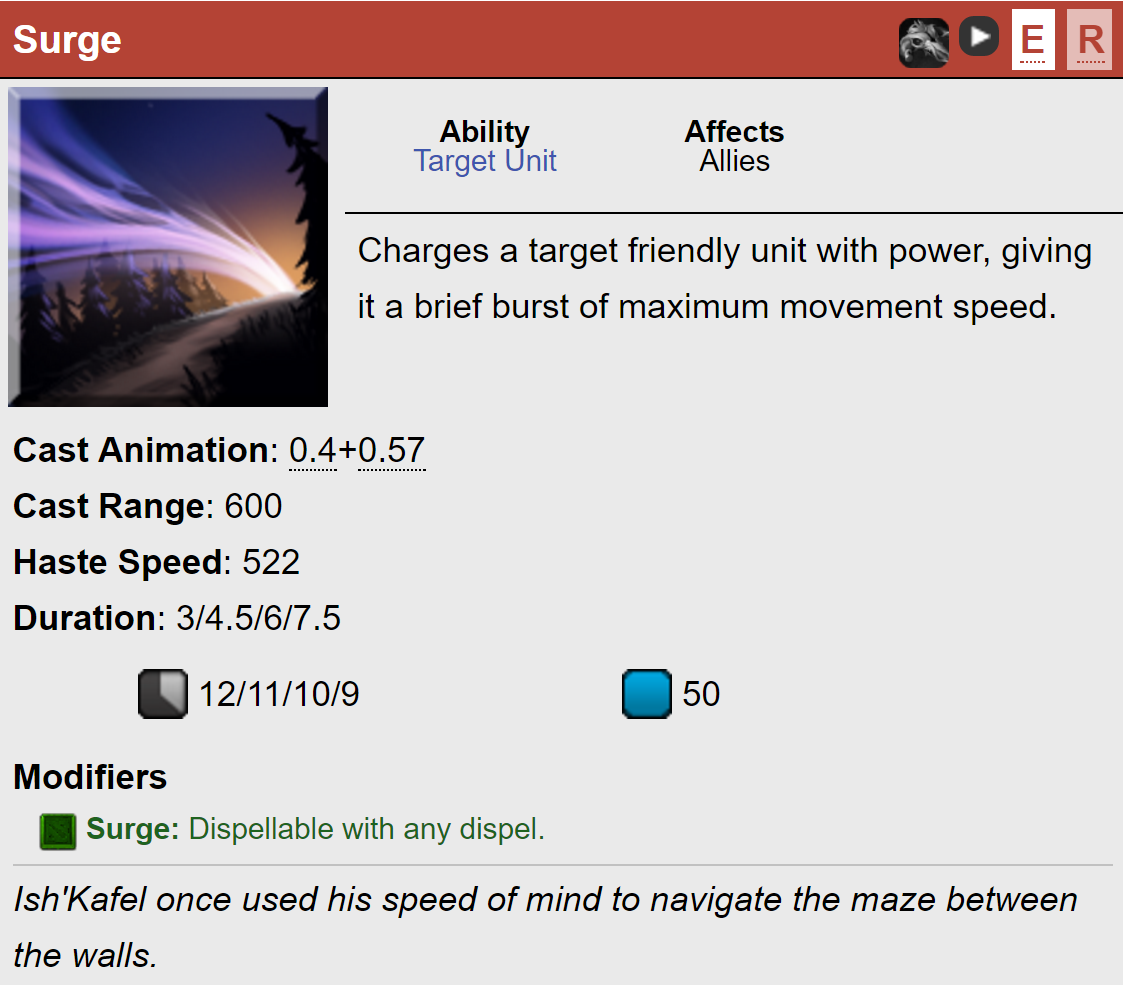 Surge E R
Ability Affects
Target Unit Allies
Charges a target friendly unit with power, giving
it a brief burst of maximum movement speed.
Cast Animation: 0.4+0.57
Cast Range: 600
Haste Speed: 522
Duration: 3/4.5/6/7.5
12/11/10/9 50
Modifiers
Surge: Dispellable with any dispel.
Ish'Kafel once used his speed of mind to navigate the maze between
the walls.